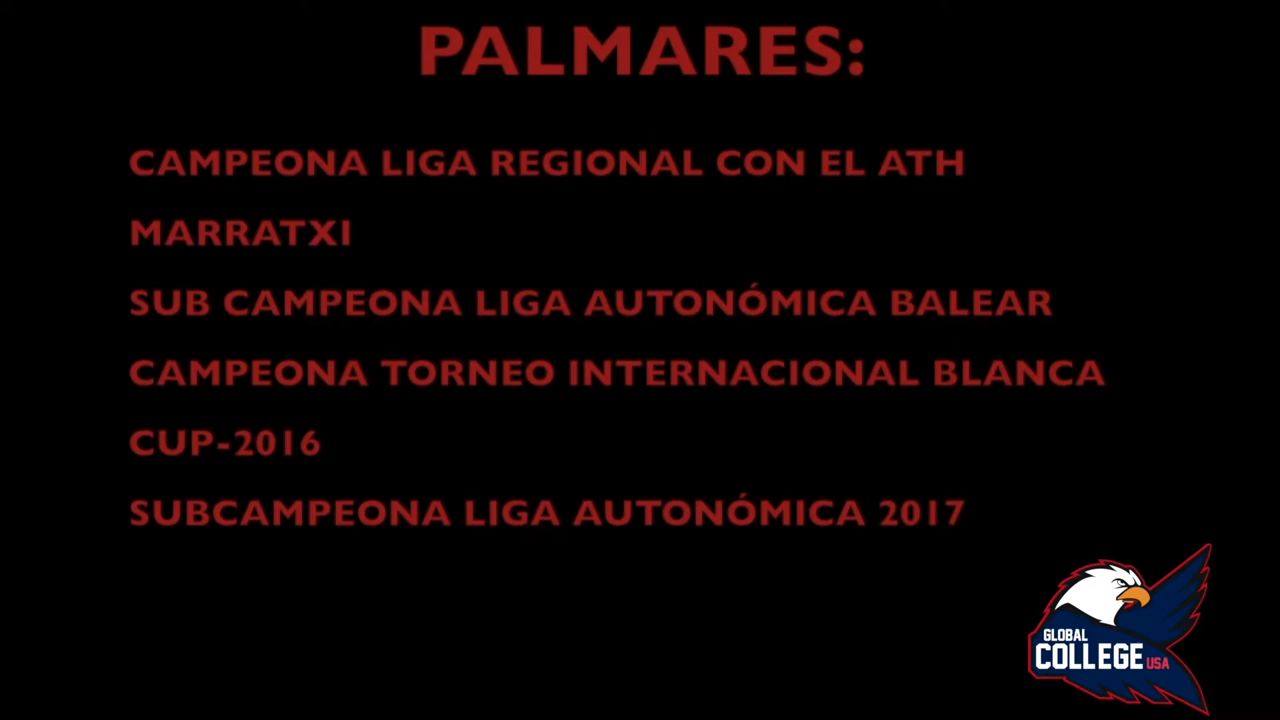 PALMARES:
CAMPEONA LIGA REGIONAL CON EL ATH
MARRATXI
SUB CAMPEONA LIGA AUTONÓMICA BALEAR
CAMPEONA TORNEO INTERNACIONAL BLANCA
CUP-2016
SUBCAMPEONA LIGA AUTONÓMICA 2017
GLOBAL
COLLEGE USA